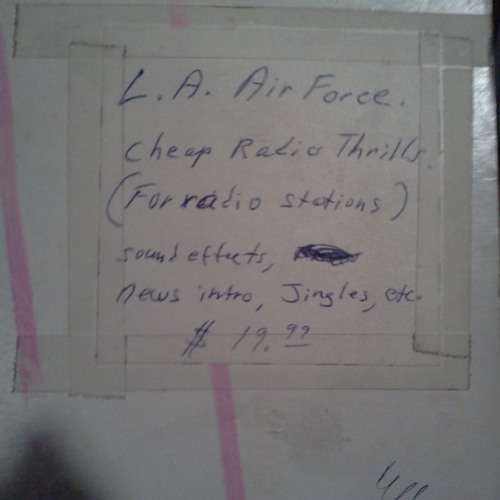 L.A. Air Force.
Cheap Radio Thrills.
(For radio stations)
sound effects,
news intro, Jingles, etc.
$ 19.99